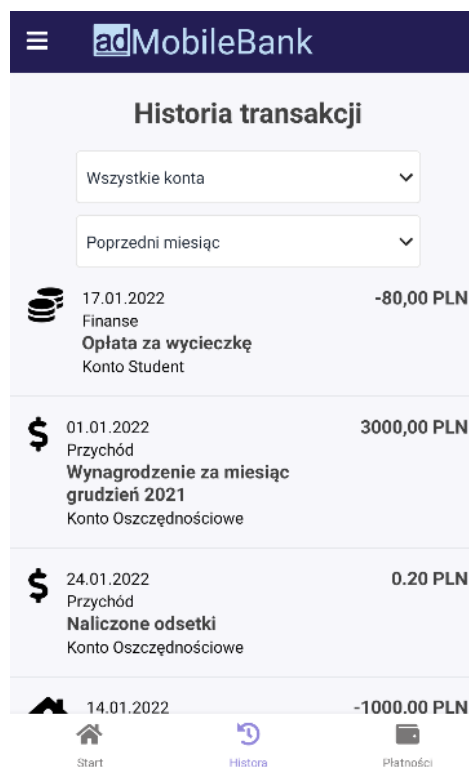 adMobileBank
Historia transakcji
Wszystkie konta
Poprzedni miesiąc
17.01.2022 -80,00 PLN
Finanse
Opłata za wycieczkę
Konto Student
01.01.2022 3000,00 PLN
Przychód
Wynagrodzenie za miesiąc
grudzień 2021
Konto Oszczędnościowe
24.01.2022 0.20 PLN
Przychód
Naliczone odsetki
Konto Oszczędnościowe
14.01.2022 -1000.00 PLN
Start Histora Płatności